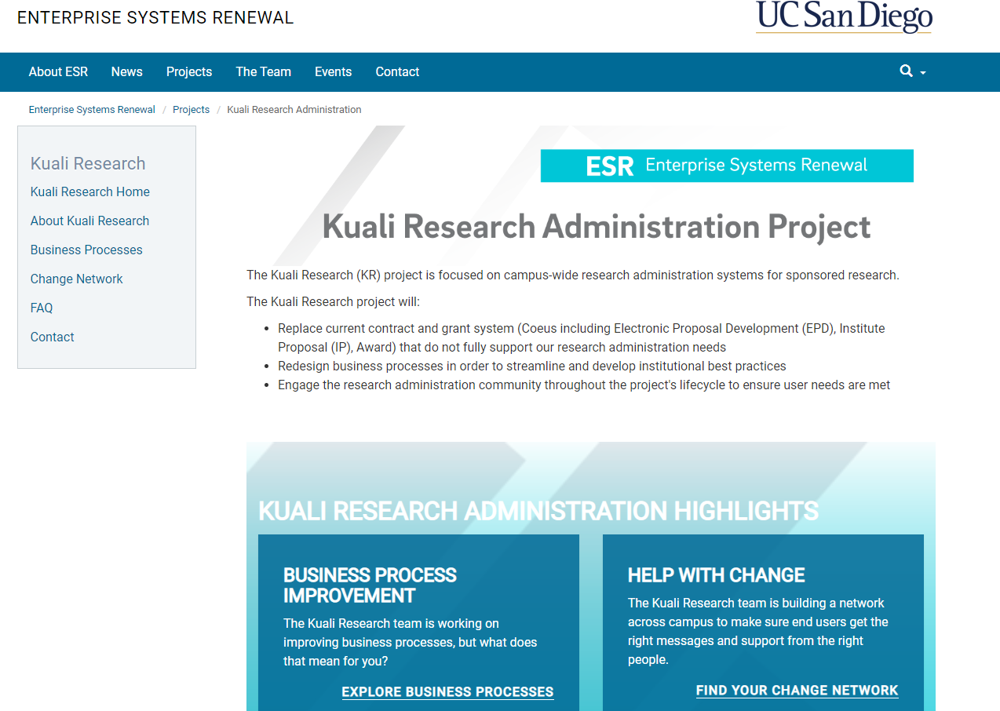 ENTERPRISE SYSTEMS RENEWAL
UC San Diego
About ESR News Projects The Team Events Contact
Enterprise Systems Renewal / Projects / Kuali Research Administration
Kuali Research
Kuali Research Home
About Kuali Research
Business Processes
Change Network
FAQ
Contact
ESR Enterprise Systems Renewal
Kuali Research Administration Project
The Kuali Research (KR) project is focused on campus-wide research administration systems for sponsored research.
The Kuali Research project will:
• Replace current contract and grant system (Coeus including Electronic Proposal Development (EPD), Institute
Proposal (IP), Award) that do not fully support our research administration needs
• Redesign business processes in order to streamline and develop institutional best practices
• Engage the research administration community throughout the project's lifecycle to ensure user needs are met
KUALI RESEARCH ADMINISTRATION HIGHLIGHTS
BUSINESS PROCESS
IMPROVEMENT
The Kuali Research team is working on
improving business processes, but what does
that mean for you?
EXPLORE BUSINESS PROCESSES
HELP WITH CHANGE
The Kuali Research team is building a network
across campus to make sure end users get the
right messages and support from the right
people.
FIND YOUR CHANGE NETWORK